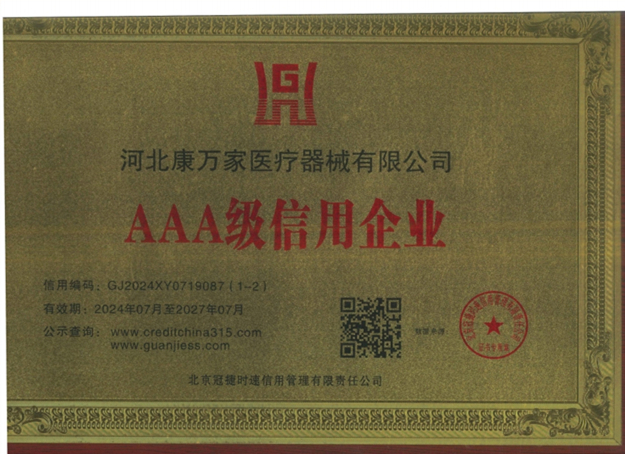 河北康万家医疗器械有限公司
AAA级信用企业
信用编码：GJ2024XY0719087（1-2）
有效期：2024年07月至2027年07月
公示查询：www.creditchina315.com
www.guanjiess.com
北京冠捷时速信用管理有限责任公司